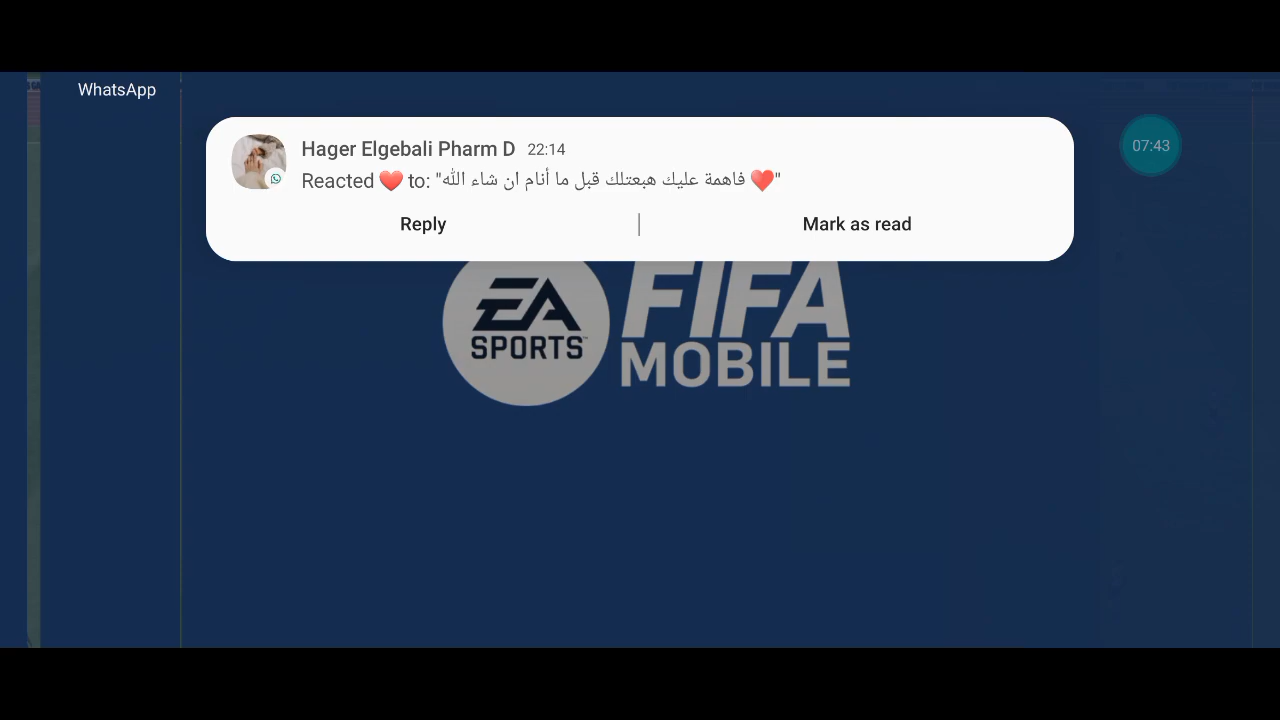 WhatsApp
Hager Elgebali Pharm D 22:14
07:43
Reacted ❤️ to: "فاهمة عليك هبعتلك قبل ما أنام ان شاء الله ❤️"
Reply | Mark as read
EA SPORTS™
FIFA MOBILE